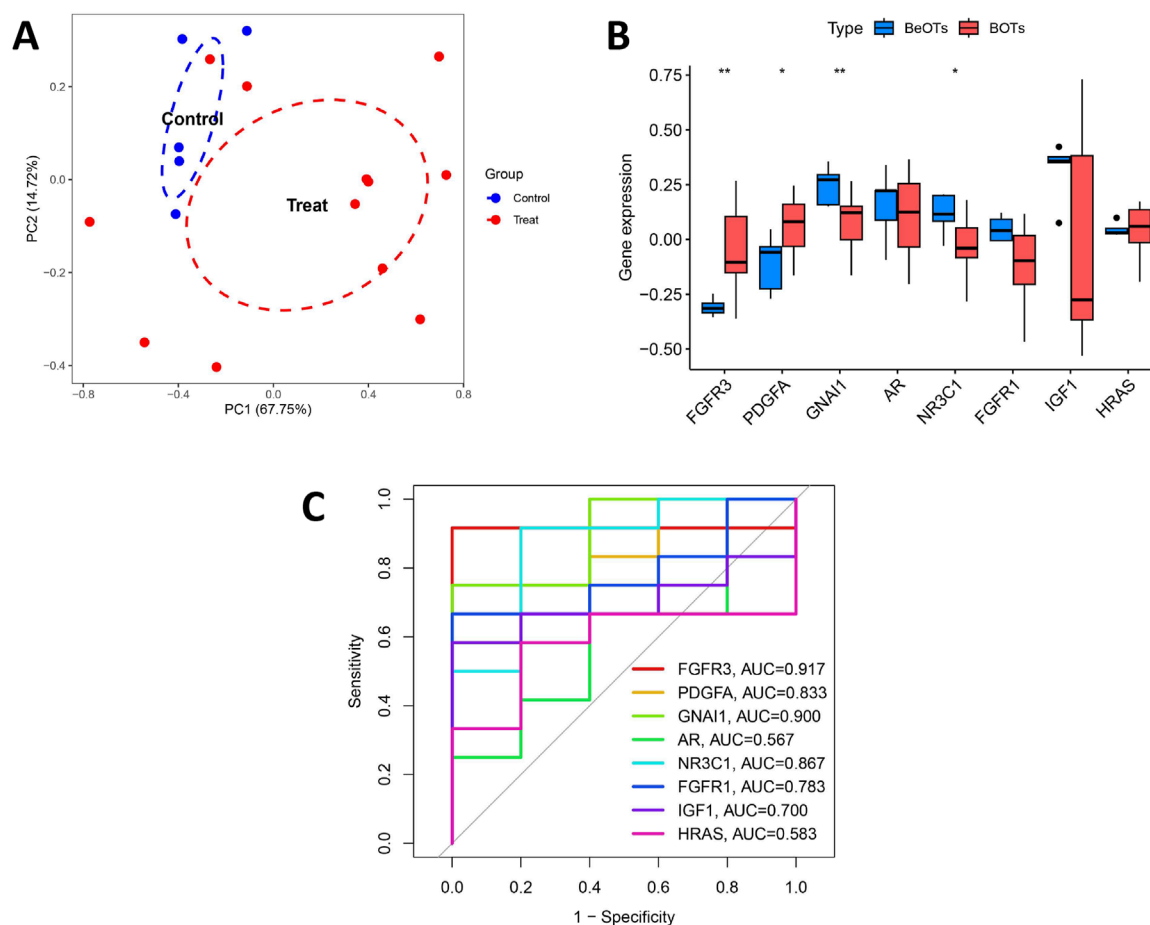 A
0.2
0.0
−0.2
−0.4
PC2 (14.72%)
Control
Treat
−0.8
−0.4
0.0
0.4
0.8
PC1 (67.75%)
Group
Control
Treat
B
Type BeOTs BOTs
** * ** *
0.75
0.50
0.25
0.00
−0.25
−0.50
Gene expression
FGFR3
PDGFA
GNAI1
AR
NR3C1
FGFR1
IGF1
HRAS
C
1.0
0.8
0.6
0.4
0.2
0.0
Sensitivity
FGFR3, AUC=0.917
PDGFA, AUC=0.833
GNAI1, AUC=0.900
AR, AUC=0.567
NR3C1, AUC=0.867
FGFR1, AUC=0.783
IGF1, AUC=0.700
HRAS, AUC=0.583
0.0 0.2 0.4 0.6 0.8 1.0
1 − Specificity